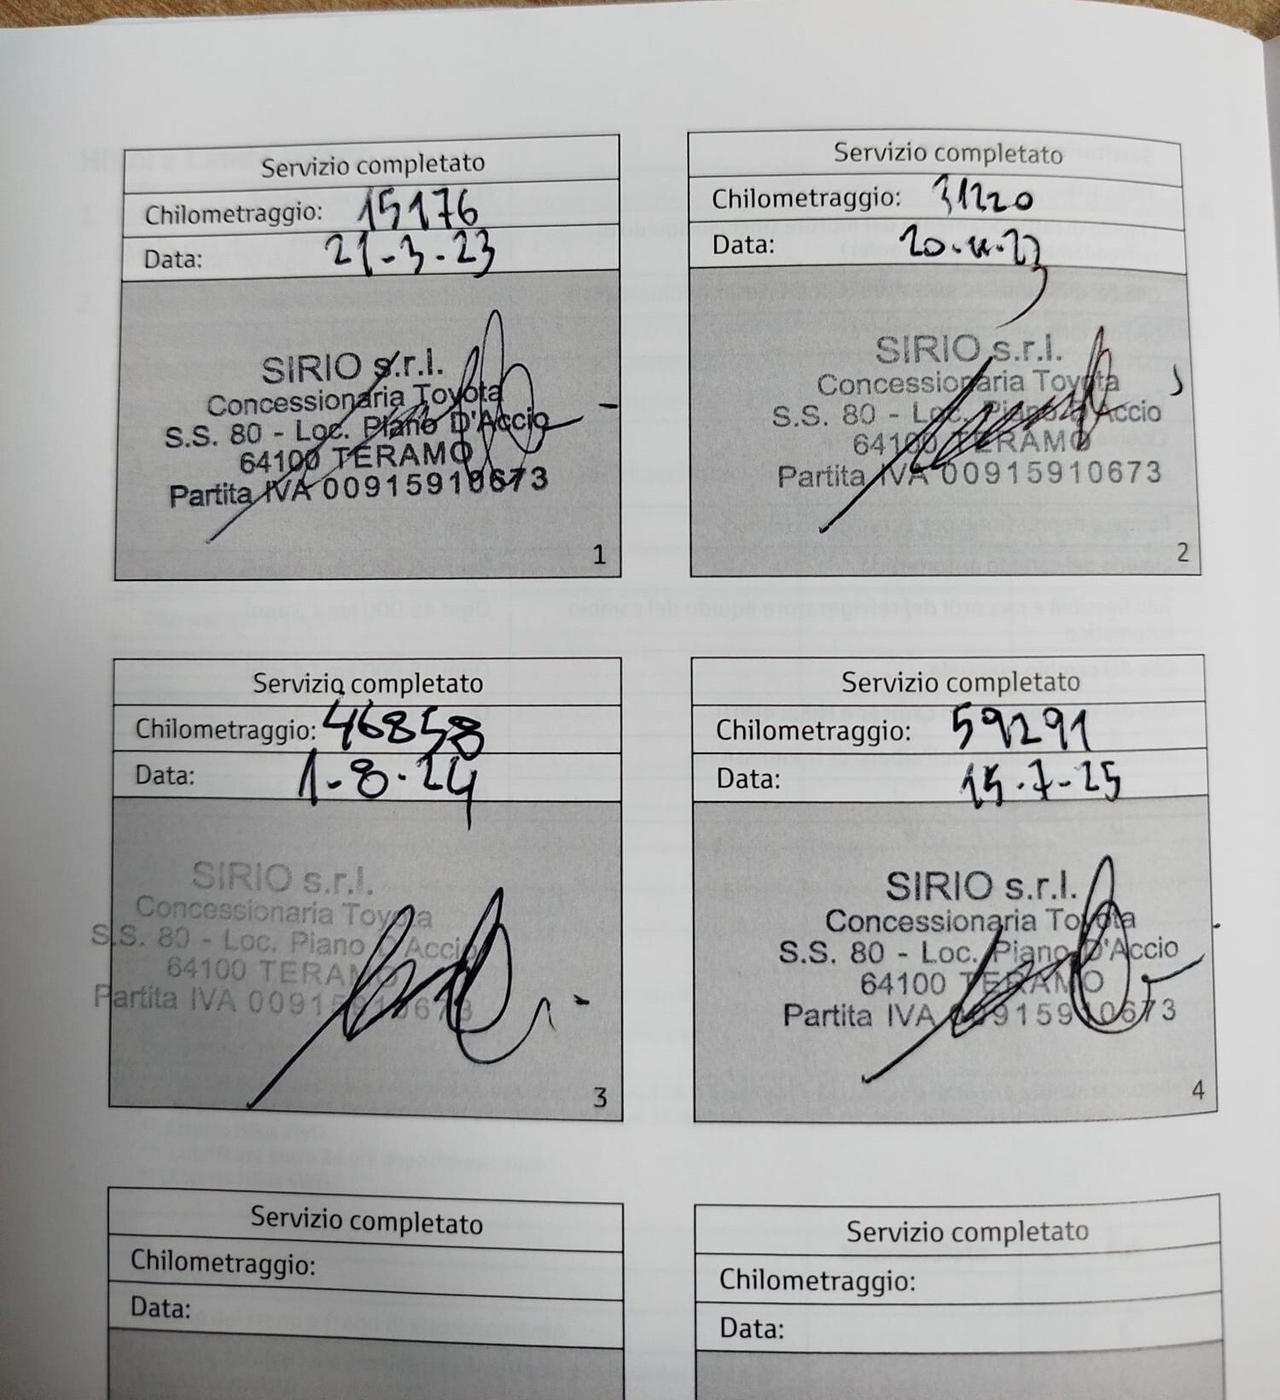 Servizio completato
Chilometraggio: 15176
Data: 21-3-23
SIRIO s.r.l.
Concessionaria Toyota
S.S. 80 - Loc. Piano D'Accio
64100 TERAMO
Partita IVA 00915910673
1
Servizio completato
Chilometraggio: 31220
Data: 20-11-23
SIRIO s.r.l.
Concessionaria Toyota
S.S. 80 - Loc. Piano D'Accio
64100 TERAMO
Partita IVA 00915910673
2
Servizio completato
Chilometraggio: 46858
Data: 1-8-24
SIRIO s.r.l.
Concessionaria Toyota
S.S. 80 - Loc. Piano D'Accio
64100 TERAMO
Partita IVA 00915910673
3
Servizio completato
Chilometraggio: 59291
Data: 15-7-25
SIRIO s.r.l.
Concessionaria Toyota
S.S. 80 - Loc. Piano D'Accio
64100 TERAMO
Partita IVA 00915910673
4
Servizio completato
Chilometraggio:
Data:
Servizio completato
Chilometraggio:
Data: